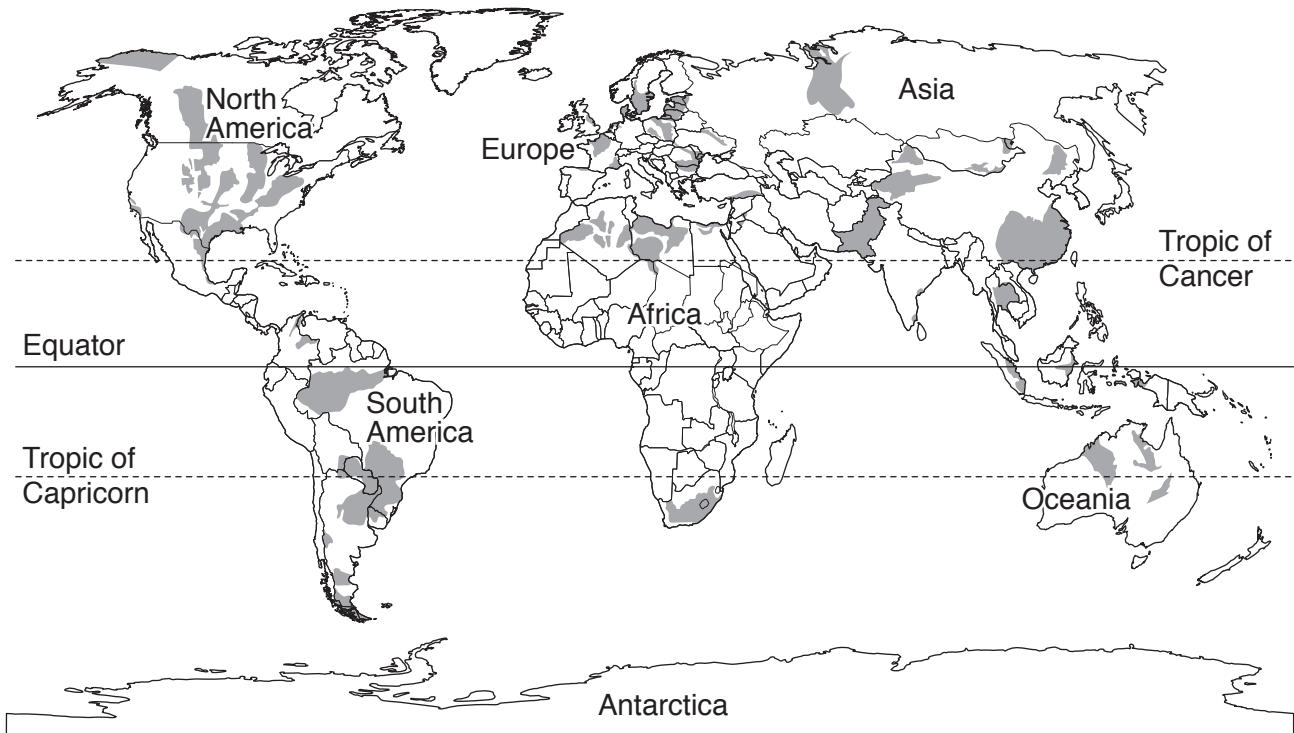 North
America
Asia
Europe
Tropic of
Cancer
Africa
Equator
South
America
Tropic of
Capricorn
Oceania
Antarctica